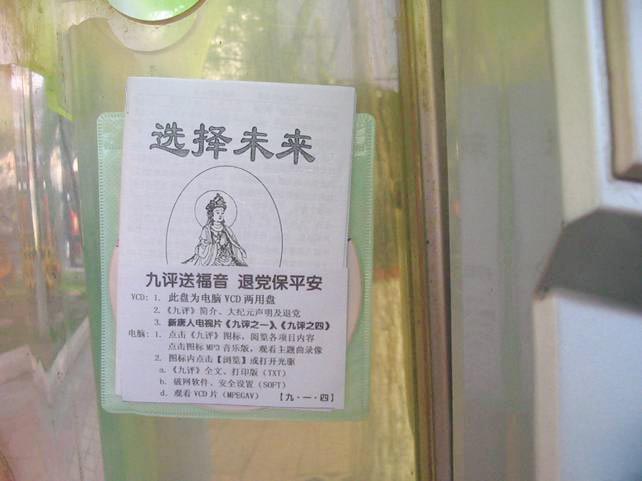 选择未来
九评送福音 退党保平安
VCD: 1. 此盘为电脑 VCD 两用盘
2. 《九评》简介、大纪元声明及退党
3. 新唐人电视片《九评之一》、《九评之四》
电脑: 1. 点击《九评》图标，阅览各项目内容
点击图标 MP3 音乐版，观看主题曲录像
2. 图标内点击【浏览】或打开光驱
a. 《九评》全文、打印版（TXT）
b. 破网软件、安全设置（SOFT）
d. 观看 VCD 片（MPEGAV） 【九·一·四】